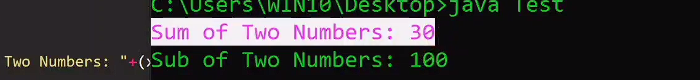 C:\Users\WIN10\Desktop>java Test
Sum of Two Numbers: 30
Two Numbers: "+(x
Sub of Two Numbers: 100